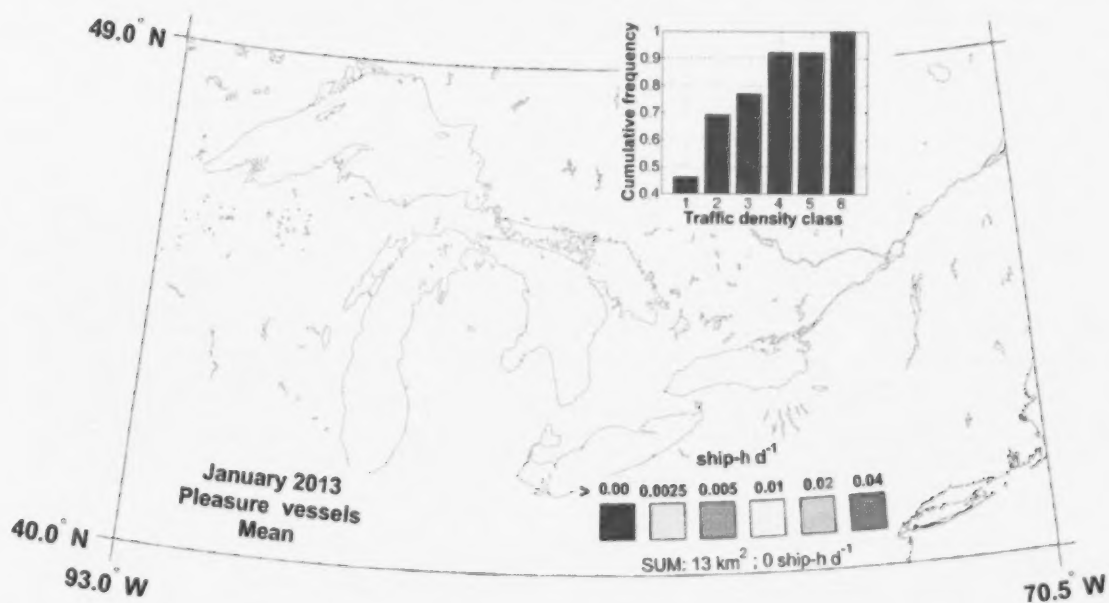 49.0° N
Cumulative frequency
1
0.9
0.8
0.7
0.6
0.5
0.4
1 2 3 4 5 6
Traffic density class
January 2013
Pleasure vessels
Mean
40.0° N
93.0° W
ship-h d⁻¹
> 0.00 0.0025 0.005 0.01 0.02 0.04
SUM: 13 km² ; 0 ship-h d⁻¹
70.5° W